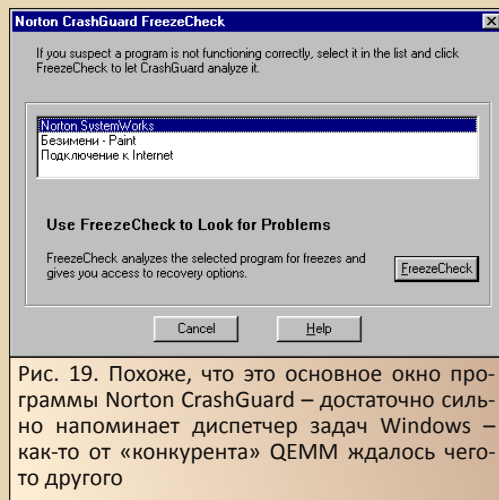 Norton CrashGuard FreezeCheck
If you suspect a program is not functioning correctly, select it in the list and click
FreezeCheck to let CrashGuard analyze it.
Norton SystemWorks
Безимени - Paint
Подключение к Internet
Use FreezeCheck to Look for Problems
FreezeCheck analyzes the selected program for freezes and
gives you access to recovery options.
FreezeCheck
Cancel
Help
Рис. 19. Похоже, что это основное окно про-
граммы Norton CrashGuard – достаточно силь-
но напоминает диспетчер задач Windows –
как-то от «конкурента» QEMM ждалось чего-
то другого